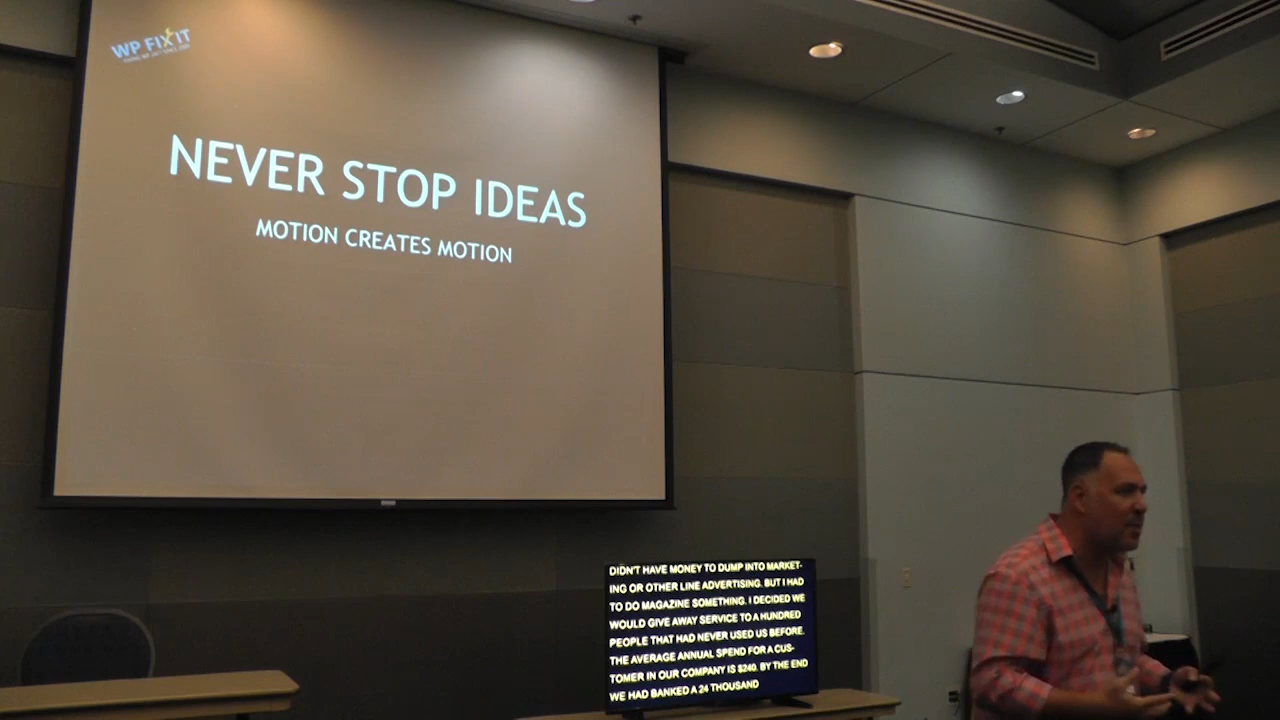 WP FIXIT
NEVER STOP IDEAS
MOTION CREATES MOTION
DIDN'T HAVE MONEY TO DUMP INTO MARKET-
ING OR OTHER LINE ADVERTISING. BUT I HAD
TO DO MAGAZINE SOMETHING. I DECIDED WE
WOULD GIVE AWAY SERVICE TO A HUNDRED
PEOPLE THAT HAD NEVER USED US BEFORE.
THE AVERAGE ANNUAL SPEND FOR A CUS-
TOMER IN OUR COMPANY IS $240. BY THE END
WE HAD BANKED A 24 THOUSAND